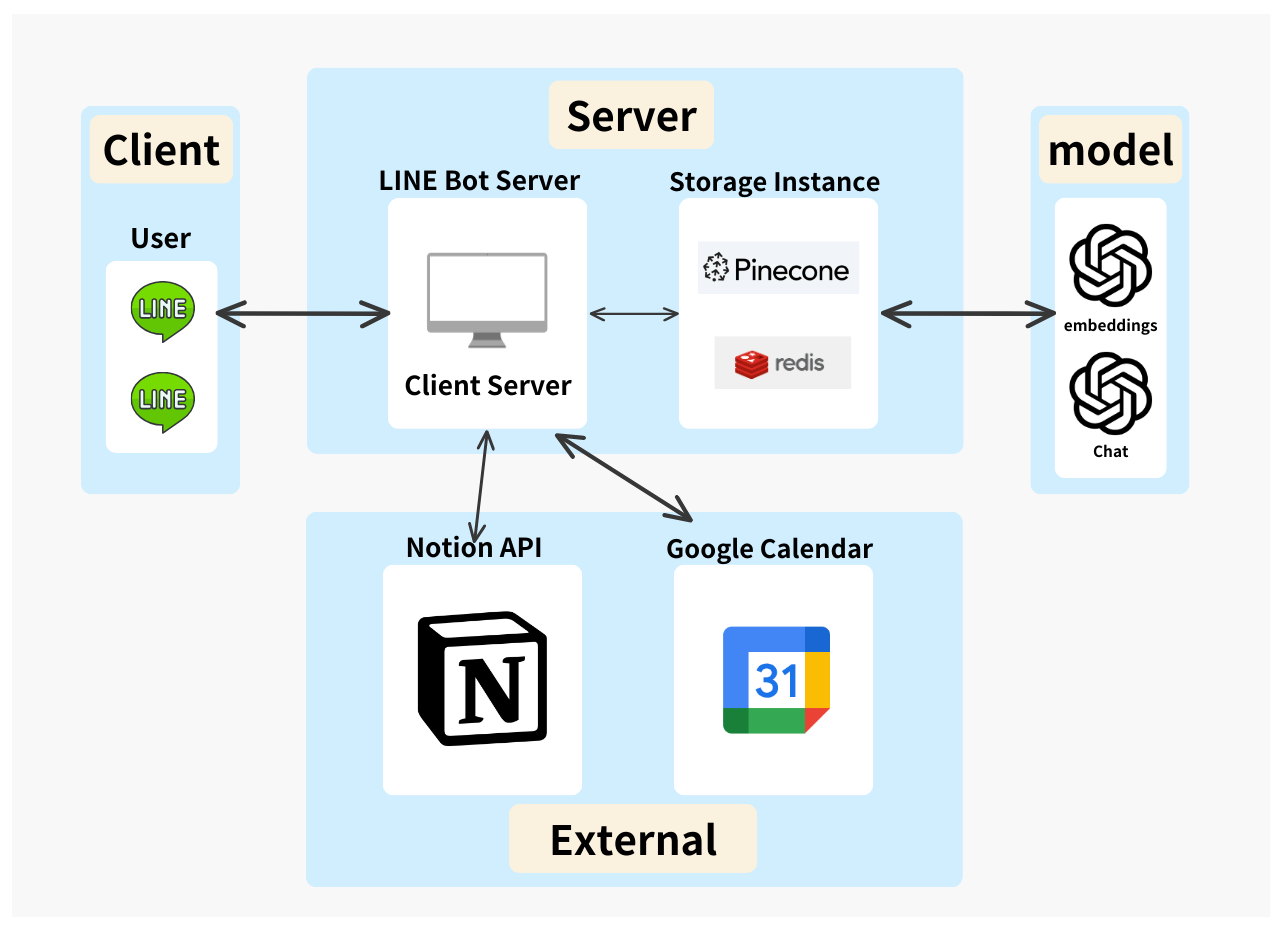 Client
User
LINE
LINE
Server
LINE Bot Server
Client Server
Storage Instance
Pinecone
redis
model
embeddings
Chat
Notion API
N
Google Calendar
31
External